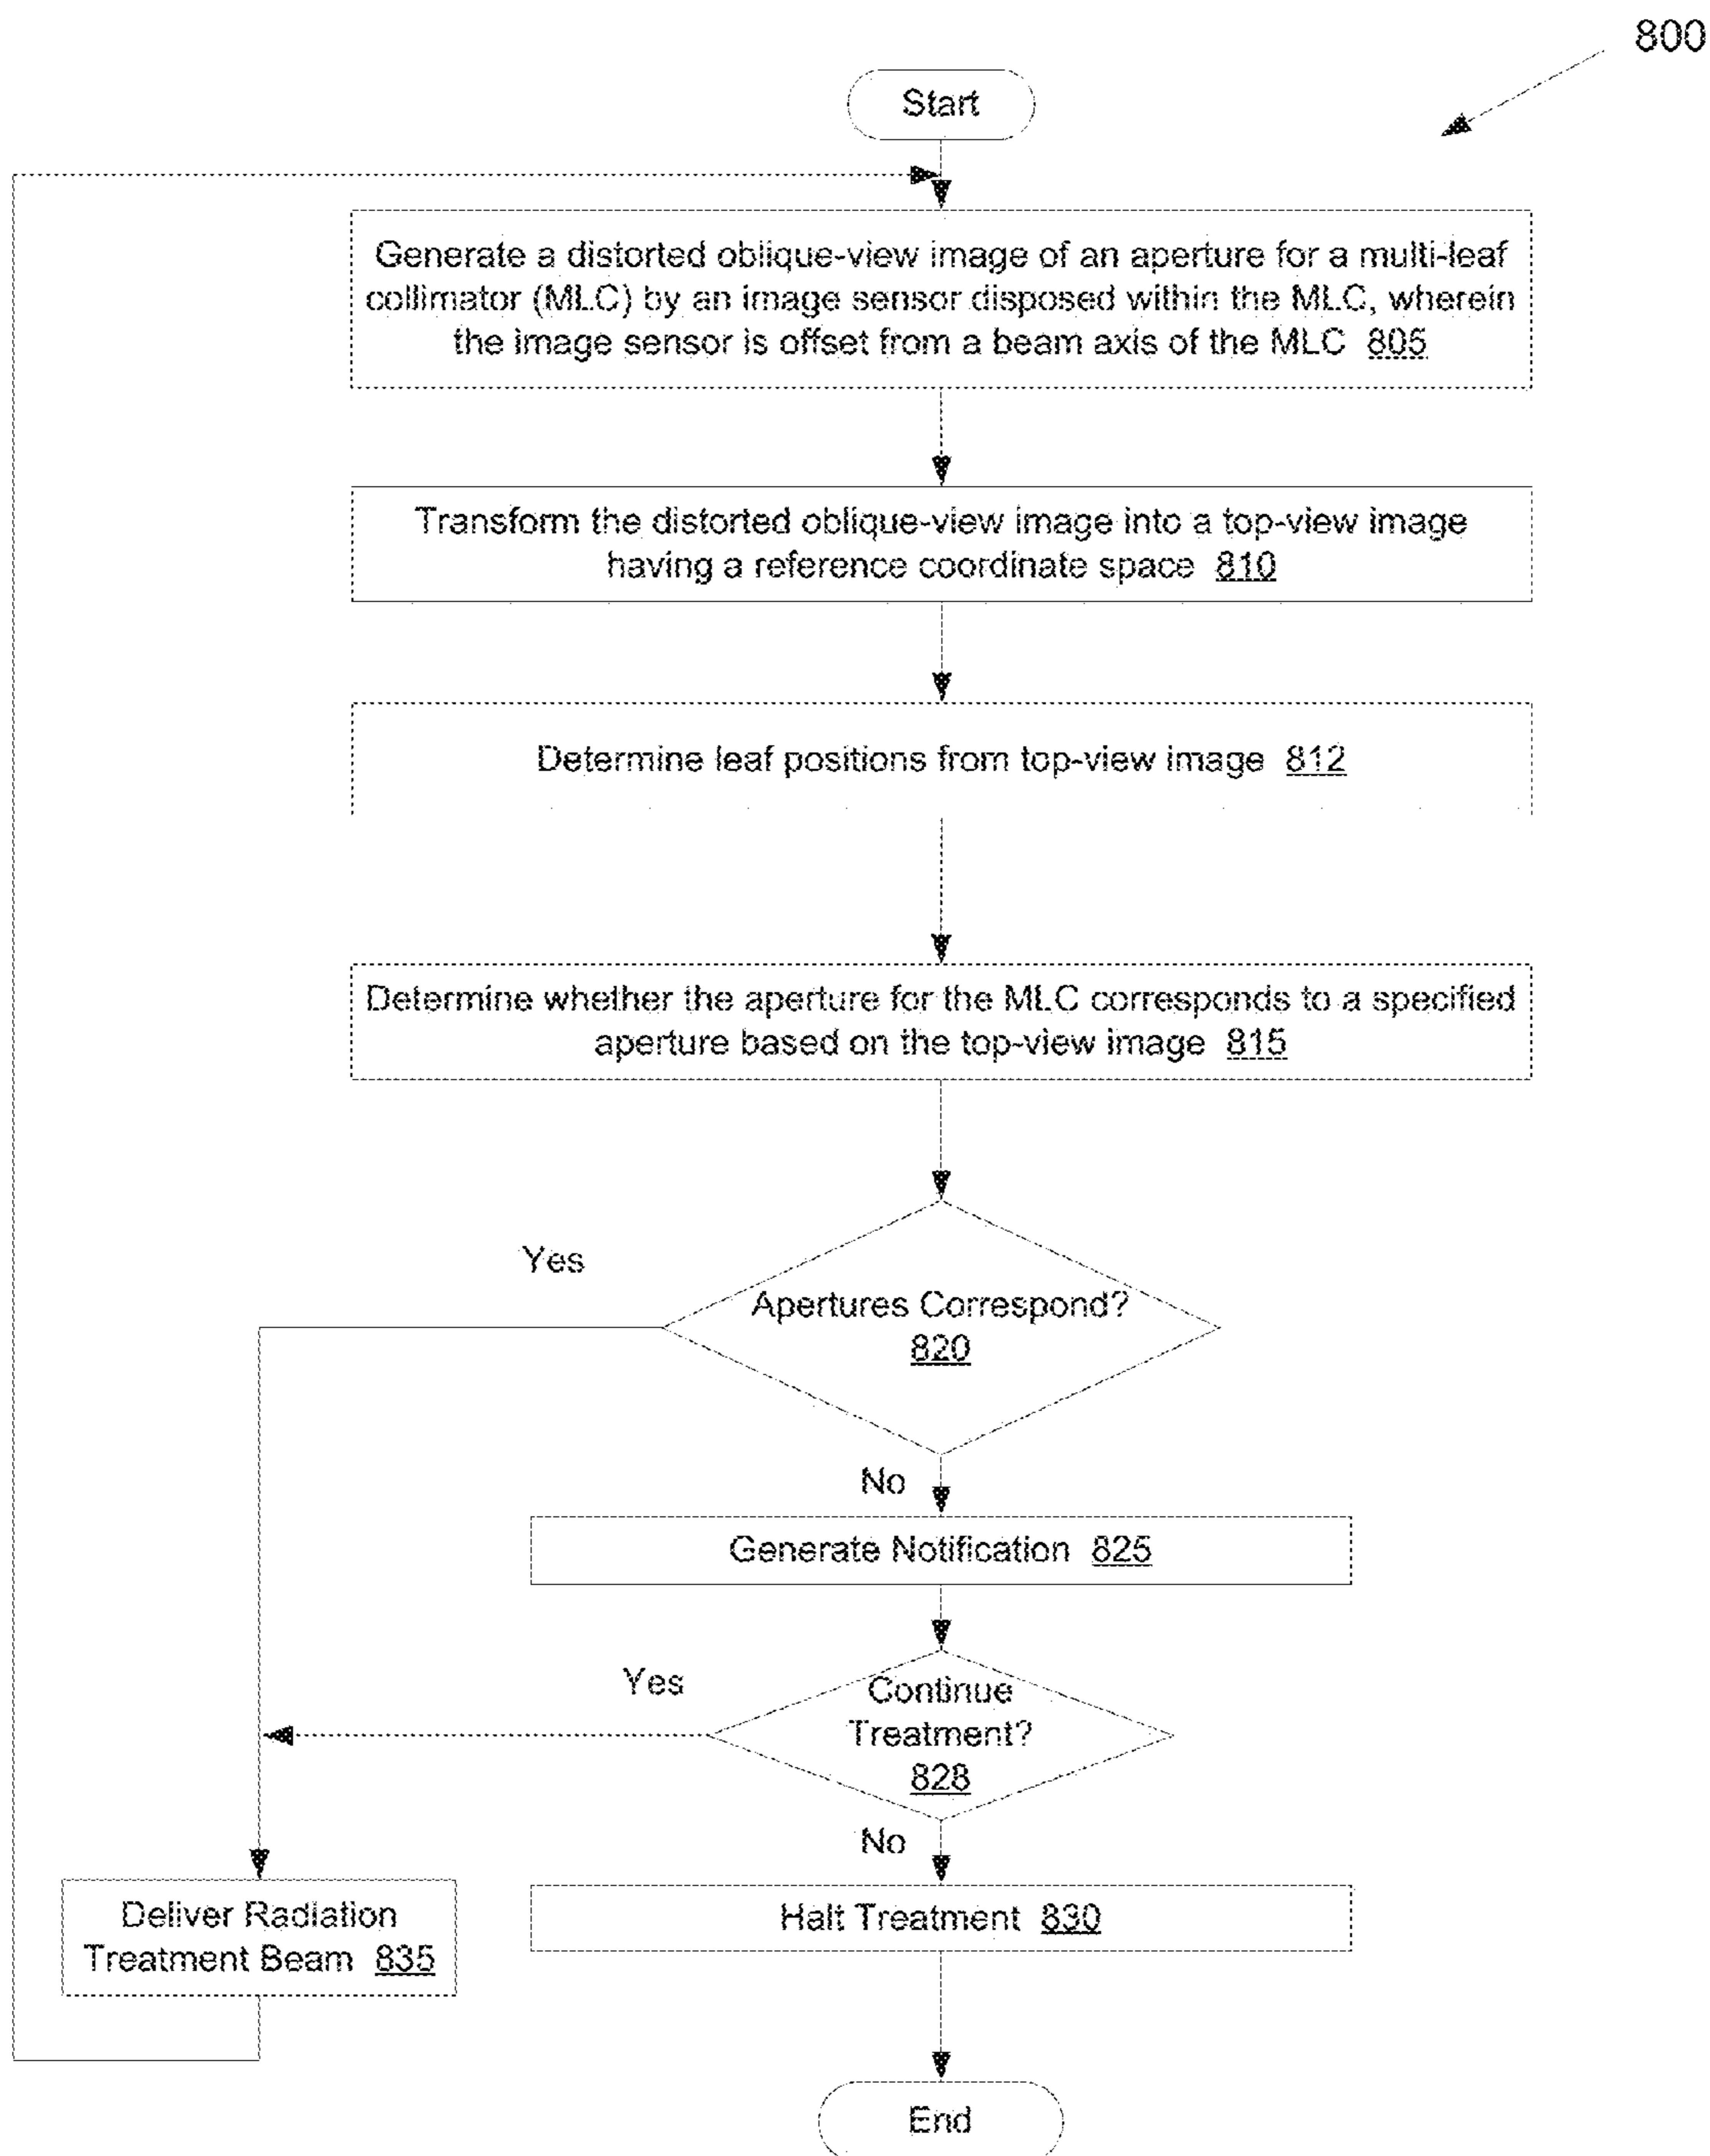 800
Start
Generate a distorted oblique-view image of an aperture for a multi-leaf
collimator (MLC) by an image sensor disposed within the MLC, wherein
the image sensor is offset from a beam axis of the MLC 805
Transform the distorted oblique-view image into a top-view image
having a reference coordinate space 810
Determine leaf positions from top-view image 812
Determine whether the aperture for the MLC corresponds to a specified
aperture based on the top-view image 815
Yes
Apertures Correspond?
820
No
Generate Notification 825
Yes
Continue
Treatment?
828
No
Deliver Radiation
Treatment Beam 835
Halt Treatment 830
End